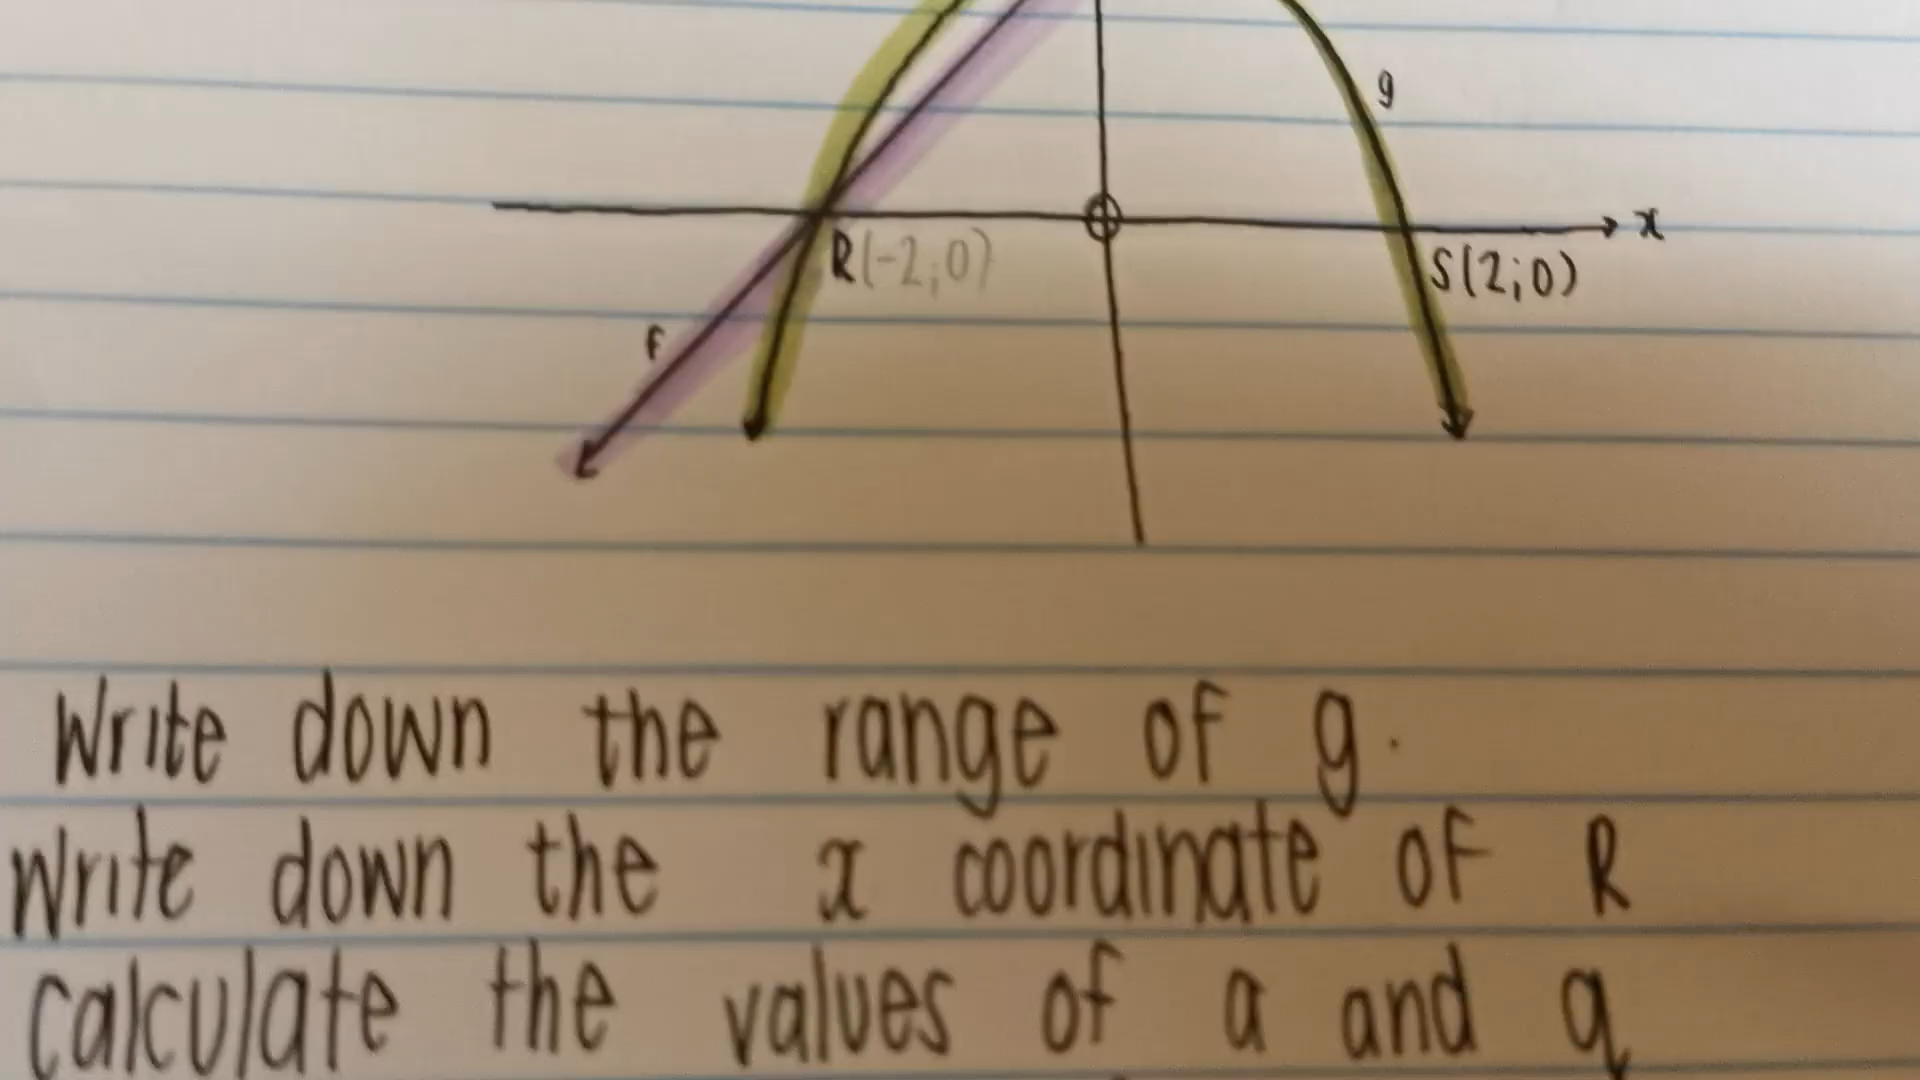 g
x
R(-2;0)
S(2;0)
f
Write down the range of g.
Write down the x coordinate of R
Calculate the values of a and q